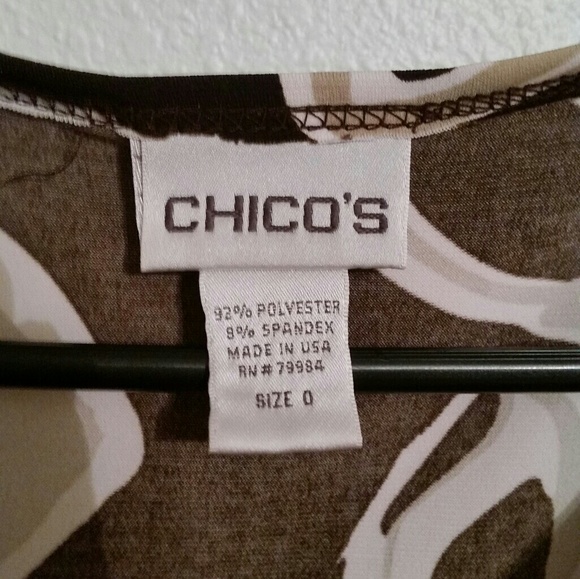 CHICO'S
92% POLYESTER
8% SPANDEX
MADE IN USA
RN# 79984
SIZE 0